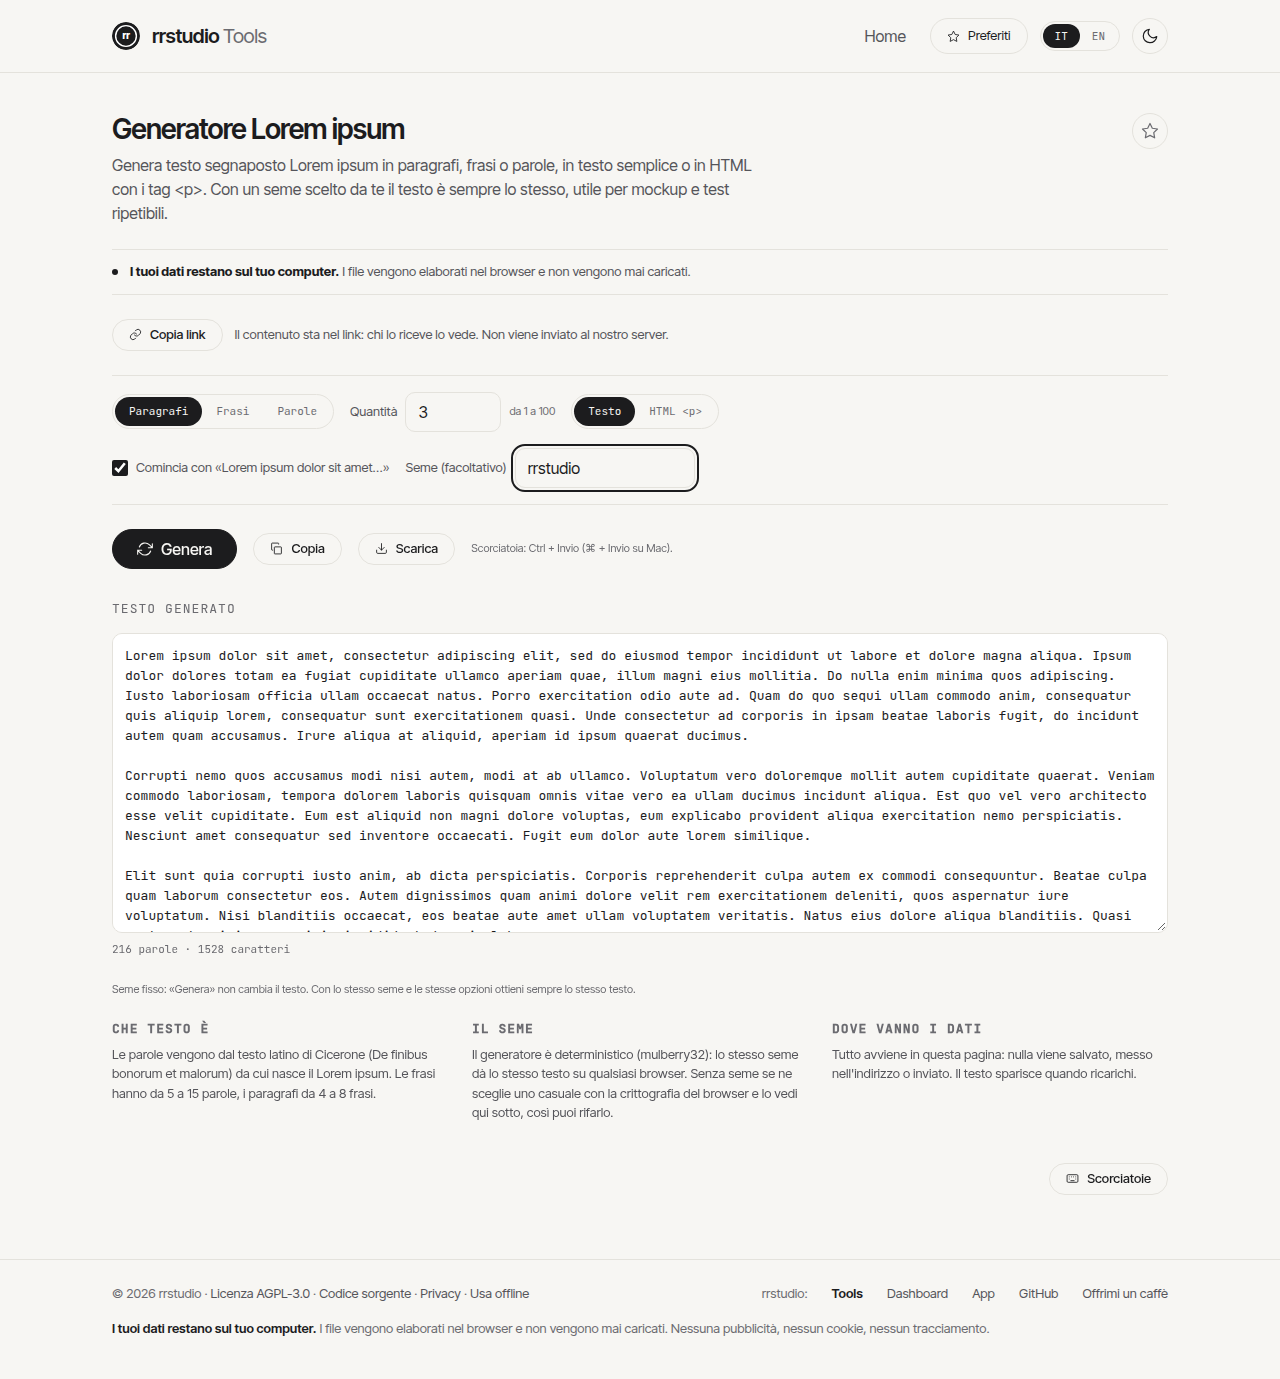 rr rrstudio Tools
Home
Preferiti
IT EN
Generatore Lorem ipsum
Genera testo segnaposto Lorem ipsum in paragrafi, frasi o parole, in testo semplice o in HTML
con i tag <p>. Con un seme scelto da te il testo è sempre lo stesso, utile per mockup e test
ripetibili.
I tuoi dati restano sul tuo computer. I file vengono elaborati nel browser e non vengono mai caricati.
Copia link
Il contenuto sta nel link: chi lo riceve lo vede. Non viene inviato al nostro server.
Paragrafi Frasi Parole
Quantità 3 da 1 a 100
Testo HTML <p>
Comincia con «Lorem ipsum dolor sit amet…»
Seme (facoltativo) rrstudio
Genera
Copia
Scarica
Scorciatoia: Ctrl + Invio (⌘ + Invio su Mac).
TESTO GENERATO
Lorem ipsum dolor sit amet, consectetur adipiscing elit, sed do eiusmod tempor incididunt ut labore et dolore magna aliqua. Ipsum
dolor dolores totam ea fugiat cupiditate ullamco aperiam quae, illum magni eius mollitia. Do nulla enim minima quos adipiscing.
Iusto laboriosam officia ullam occaecat natus. Porro exercitation odio aute ad. Quam do quo sequi ullam commodo anim, consequatur
quis aliquip lorem, consequatur sunt exercitationem quasi. Unde consectetur ad corporis in ipsam beatae laboris fugit, do incidunt
autem quam accusamus. Irure aliqua at aliquid, aperiam id ipsum quaerat ducimus.
Corrupti nemo quos accusamus modi nisi autem, modi at ab ullamco. Voluptatum vero doloremque mollit autem cupiditate quaerat. Veniam
commodo laboriosam, tempora dolorem laboris quisquam omnis vitae vero ea ullam ducimus incidunt aliqua. Est quo vel vero architecto
esse velit cupiditate. Eum est aliquid non magni dolore voluptas, eum explicabo provident aliqua exercitation nemo perspiciatis.
Nesciunt amet consequatur sed inventore occaecati. Fugit eum dolor aute lorem similique.
Elit sunt quia corrupti iusto anim, ab dicta perspiciatis. Corporis reprehenderit culpa autem ex commodi consequuntur. Beatae culpa
quam laborum consectetur eos. Autem dignissimos quam animi dolore velit rem exercitationem deleniti, quos aspernatur iure
voluptatum. Nisi blanditiis occaecat, eos beatae aute amet ullam voluptatem veritatis. Natus eius dolore aliqua blanditiis. Quasi
216 parole · 1528 caratteri
Seme fisso: «Genera» non cambia il testo. Con lo stesso seme e le stesse opzioni ottieni sempre lo stesso testo.
CHE TESTO È
Le parole vengono dal testo latino di Cicerone (De finibus
bonorum et malorum) da cui nasce il Lorem ipsum. Le frasi
hanno da 5 a 15 parole, i paragrafi da 4 a 8 frasi.
IL SEME
Il generatore è deterministico (mulberry32): lo stesso seme
dà lo stesso testo su qualsiasi browser. Senza seme se ne
sceglie uno casuale con la crittografia del browser e lo vedi
qui sotto, così puoi rifarlo.
DOVE VANNO I DATI
Tutto avviene in questa pagina: nulla viene salvato, messo
nell'indirizzo o inviato. Il testo sparisce quando ricarichi.
Scorciatoie
© 2026 rrstudio · Licenza AGPL-3.0 · Codice sorgente · Privacy · Usa offline
rrstudio: Tools Dashboard App GitHub Offrimi un caffè
I tuoi dati restano sul tuo computer. I file vengono elaborati nel browser e non vengono mai caricati. Nessuna pubblicità, nessun cookie, nessun tracciamento.